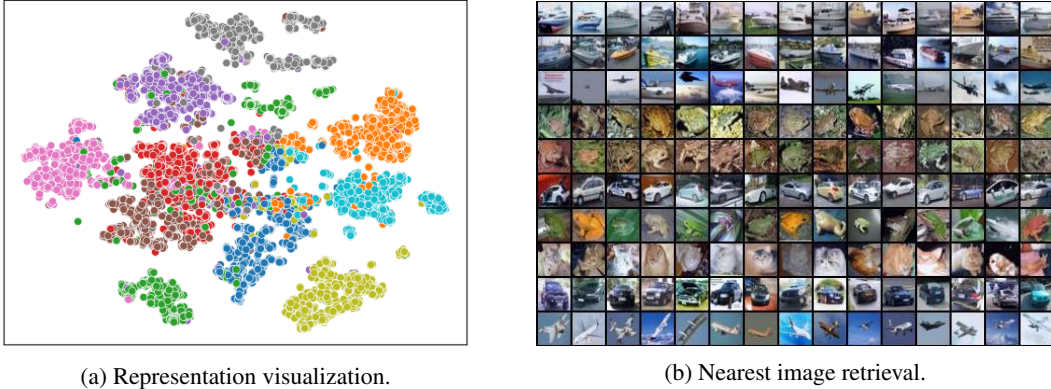 (a) Representation visualization.
(b) Nearest image retrieval.